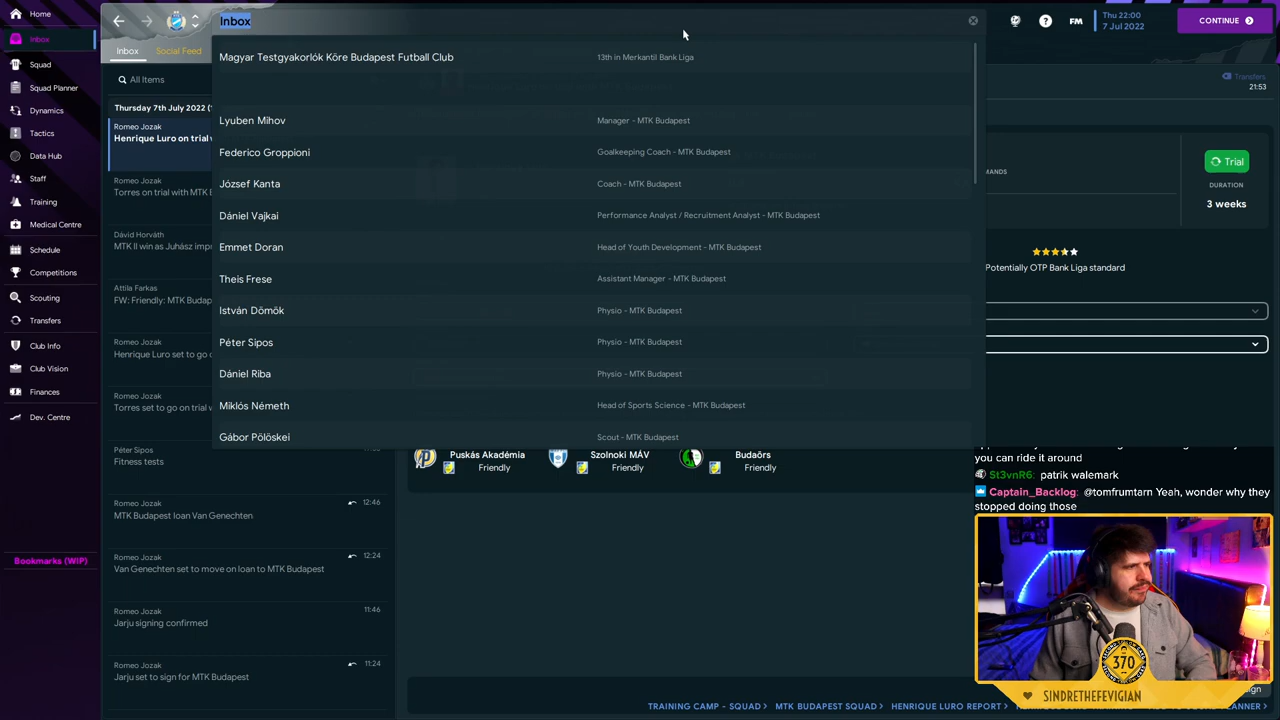 Home
Inbox
Squad
Squad Planner
Dynamics
Tactics
Data Hub
Staff
Training
Medical Centre
Schedule
Competitions
Scouting
Transfers
Club Info
Club Vision
Finances
Dev. Centre
Bookmarks (WIP)
Inbox
FM
Thu 22:00
7 Jul 2022
CONTINUE
Inbox
Social Feed
All Items
Thursday 7th July 2022 (1
Romeo Jozak
Henrique Luro on trial
Romeo Jozak
Torres on trial with MTK B
Dávid Horváth
MTK II win as Juhász imp
Attila Farkas
FW: Friendly: MTK Budap
Romeo Jozak
Henrique Luro set to go o
Romeo Jozak
Torres set to go on trial w
Péter Sipos
Fitness tests
Romeo Jozak
12:46
MTK Budapest loan Van Genechten
Romeo Jozak
12:24
Van Genechten set to move on loan to MTK Budapest
Romeo Jozak
11:46
Jarju signing confirmed
Romeo Jozak
11:24
Jarju set to sign for MTK Budapest
Magyar Testgyakorlók Köre Budapest Futball Club
13th in Merkantil Bank Liga
Lyuben Mihov
Manager - MTK Budapest
Federico Groppioni
Goalkeeping Coach - MTK Budapest
József Kanta
Coach - MTK Budapest
Dániel Vajkai
Performance Analyst / Recruitment Analyst - MTK Budapest
Emmet Doran
Head of Youth Development - MTK Budapest
Theis Frese
Assistant Manager - MTK Budapest
István Dömök
Physio - MTK Budapest
Péter Sipos
Physio - MTK Budapest
Dániel Riba
Physio - MTK Budapest
Miklós Németh
Head of Sports Science - MTK Budapest
Gábor Pölöskei
Scout - MTK Budapest
Puskás Akadémia
Friendly
Szolnoki MÁV
Friendly
Budaörs
Friendly
Transfers
21:53
MANDS
Trial
DURATION
3 weeks
Potentially OTP Bank Liga standard
you can ride it around
St3vnR6: patrik walemark
Captain_Backlog: @tomfrumtarn Yeah, wonder why they
stopped doing those
370
SINDRETHEFEVIGIAN
TRAINING CAMP - SQUAD
MTK BUDAPEST SQUAD
HENRIQUE LURO REPORT